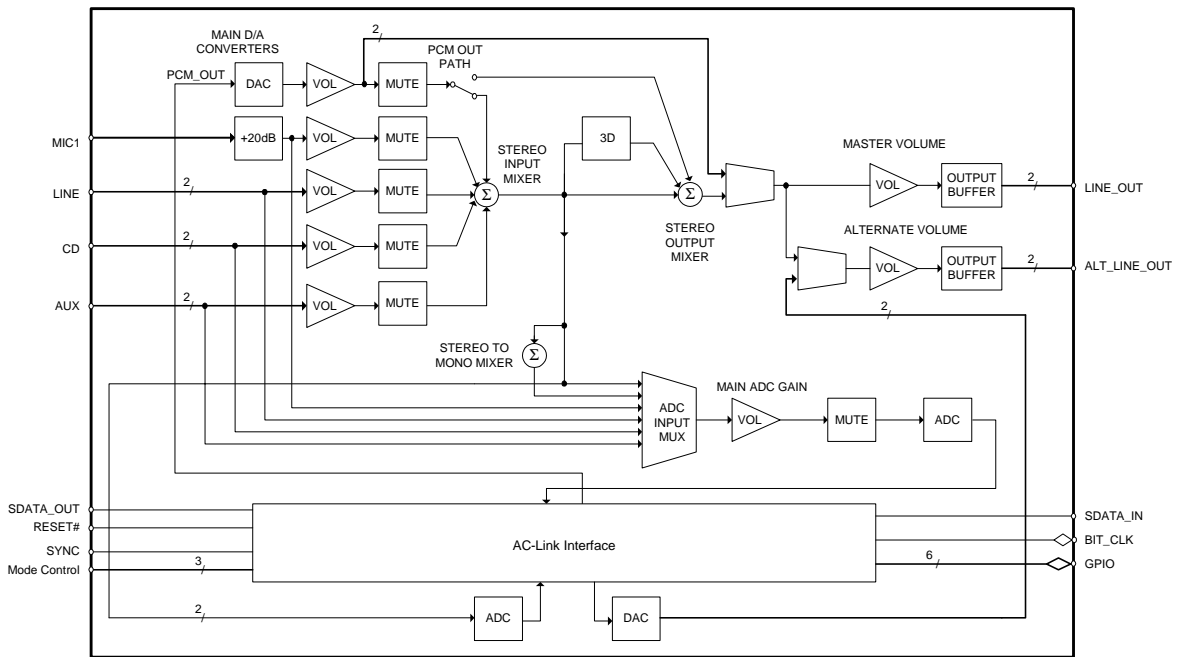 MAIN D/A
CONVERTERS
2
PCM OUT
PATH
PCM_OUT
DAC
VOL
MUTE
MIC1
+20dB
VOL
MUTE
STEREO
INPUT
MIXER
3D
MASTER VOLUME
LINE
2
VOL
MUTE
Σ
Σ
VOL
OUTPUT
BUFFER
2
LINE_OUT
STEREO
OUTPUT
MIXER
ALTERNATE VOLUME
CD
2
VOL
MUTE
VOL
OUTPUT
BUFFER
2
ALT_LINE_OUT
AUX
2
VOL
MUTE
2
STEREO TO
MONO MIXER
Σ
MAIN ADC GAIN
ADC
INPUT
MUX
VOL
MUTE
ADC
SDATA_OUT
RESET#
SYNC
Mode Control
3
AC-Link Interface
SDATA_IN
BIT_CLK
6
GPIO
2
ADC
DAC